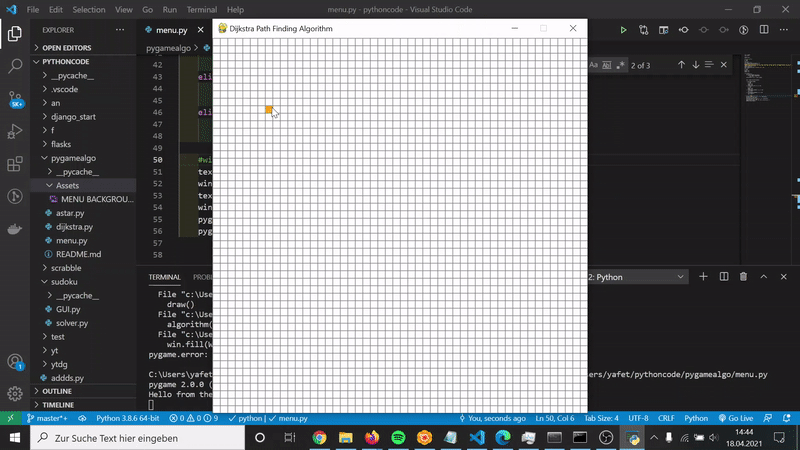 File Edit Selection View Go Run Terminal Help
menu.py - pythoncode - Visual Studio Code
EXPLORER
OPEN EDITORS
PYTHONCODE
__pycache__
.vscode
an
django_start
f
flasks
pygamealgo
__pycache__
Assets
MENU BACKGROU...
astar.py
dijkstra.py
menu.py
README.md
scrabble
sudoku
__pycache__
GUI.py
solver.py
test
yt
ytdg
addds.py
OUTLINE
TIMELINE
5K+
1
menu.py
pygamealgo
42
43 eli
44
45
46 eli
47
48
49
50 #wi
51 tex
52 win
53 tex
54 win
55 pyg
56 pyg
57
58
Dijkstra Path Finding Algorithm
Aa Ab 2 of 3
TERMINAL PROB
2: Python
File "c:\Use
draw()
File "c:\Use
algorithm(
File "c:\Use
win.fill(W
pygame.error:
C:\Users\yafet
ers/yafet/pythoncode/pygamealgo/menu.py
pygame 2.0.0 (
Hello from the
master*+ Python 3.8.6 64-bit 0 0 9 python | menu.py You, seconds ago Ln 50, Col 6 Tab Size: 4 UTF-8 CRLF Python Go Live
Zur Suche Text hier eingeben
14:44
18.04.2021